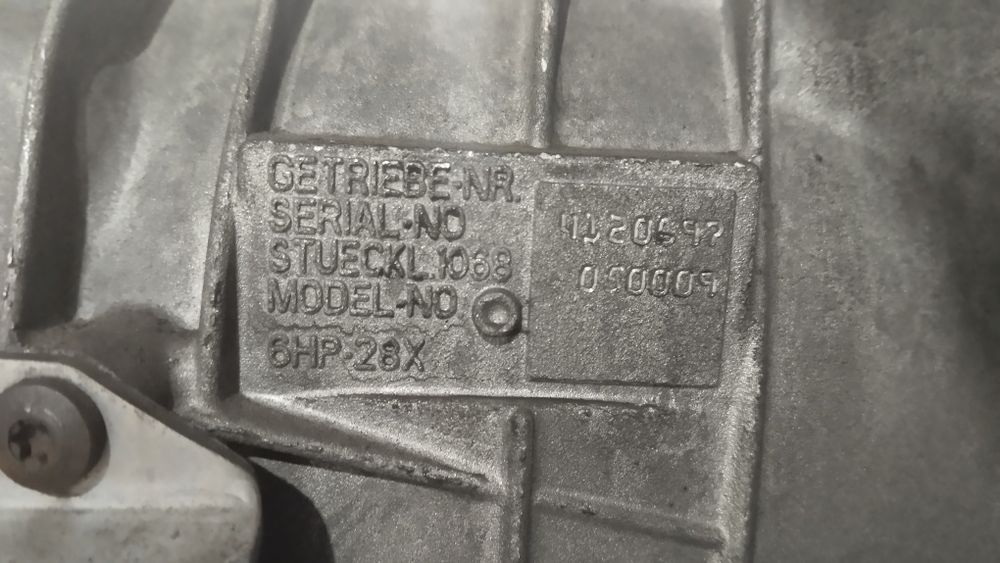 GETRIEBE-NR.
SERIAL-NO
STUECKL.1068
MODEL-NO
6HP-28X